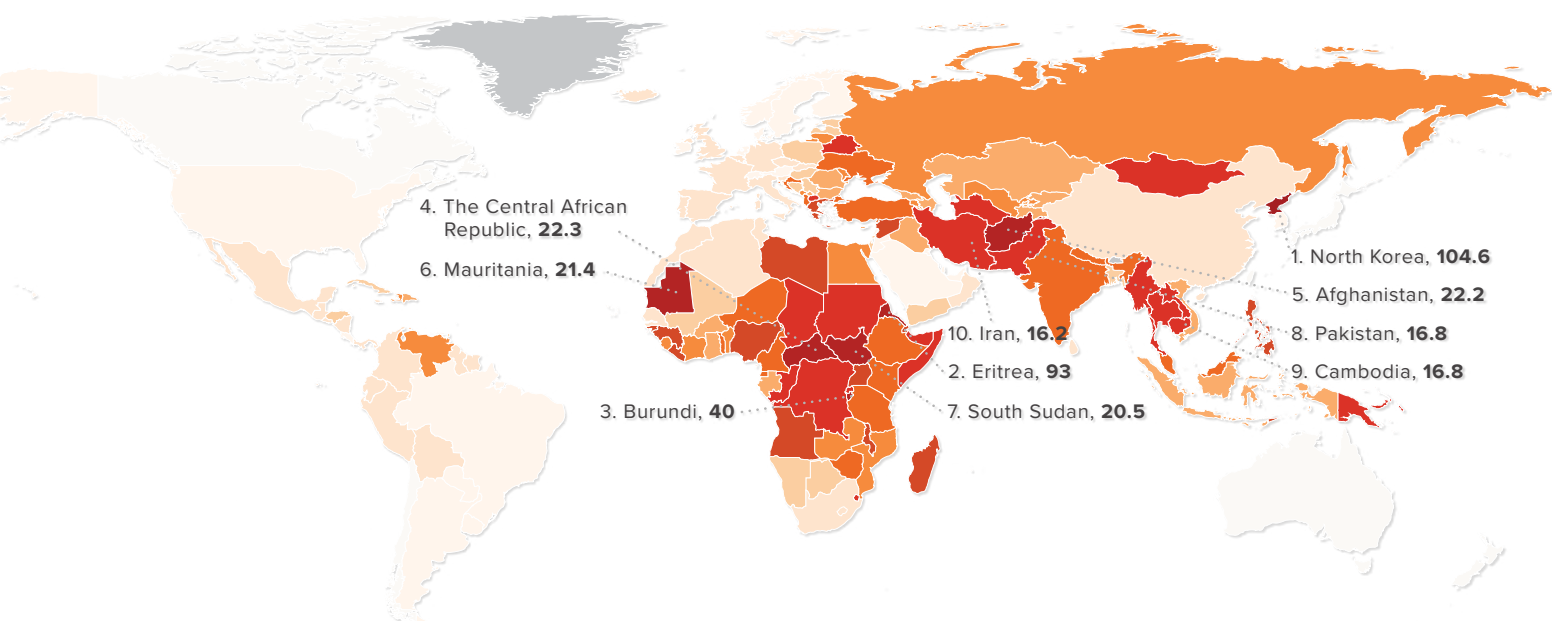 4. The Central African
Republic, 22.3
6. Mauritania, 21.4
3. Burundi, 40
1. North Korea, 104.6
5. Afghanistan, 22.2
10. Iran, 16.2
8. Pakistan, 16.8
2. Eritrea, 93
9. Cambodia, 16.8
7. South Sudan, 20.5